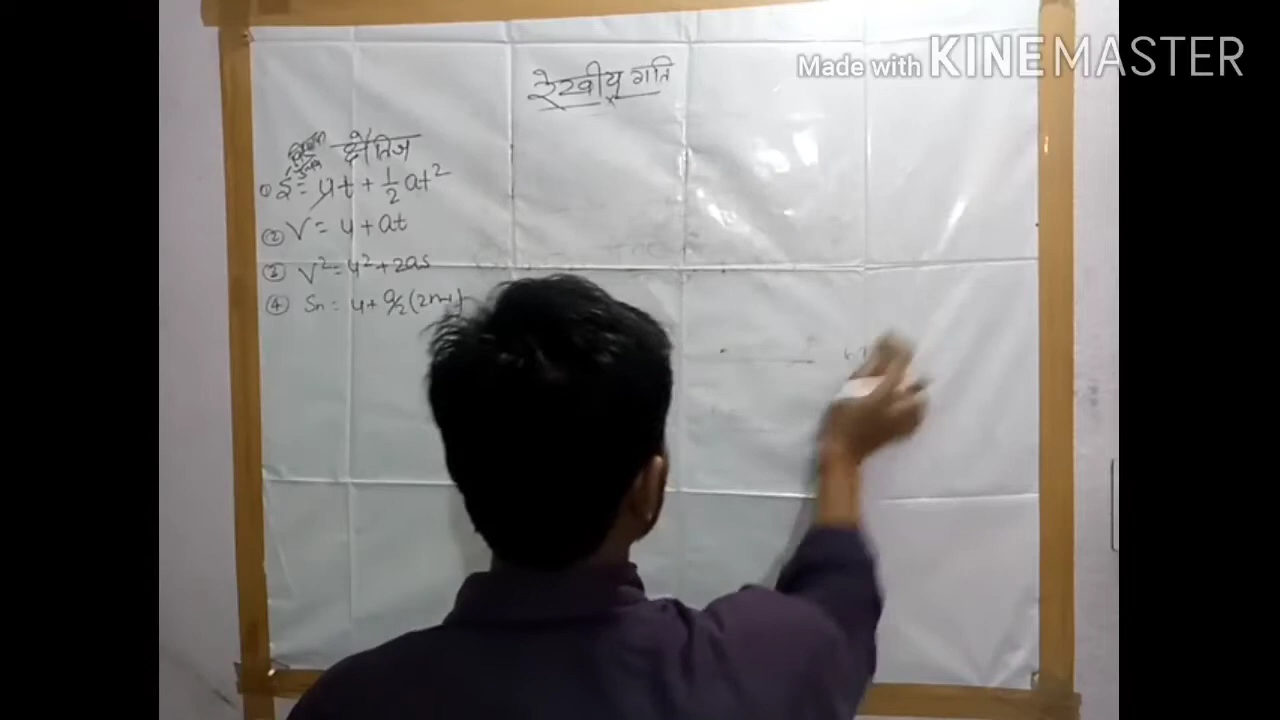 Made with KINEMASTER
रेखीय गति
क्षैतिज
① S = ut + 1/2 at²
② V = u + at
③ V² = u² + 2as
④ Sn = u + a/2 (2n-1)